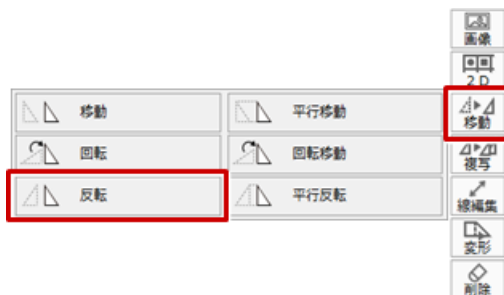 画像
2D
移動 平行移動
移動
回転 回転移動
複写
反転 平行反転
線編集
変形
削除